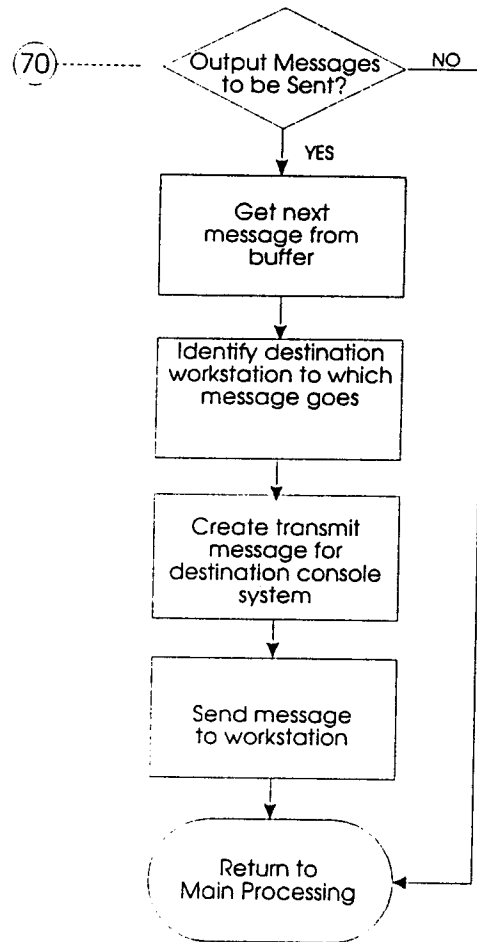 70
Output Messages
to be Sent?
NO
YES
Get next
message from
buffer
Identify destination
workstation to which
message goes
Create transmit
message for
destination console
system
Send message
to workstation
Return to
Main Processing